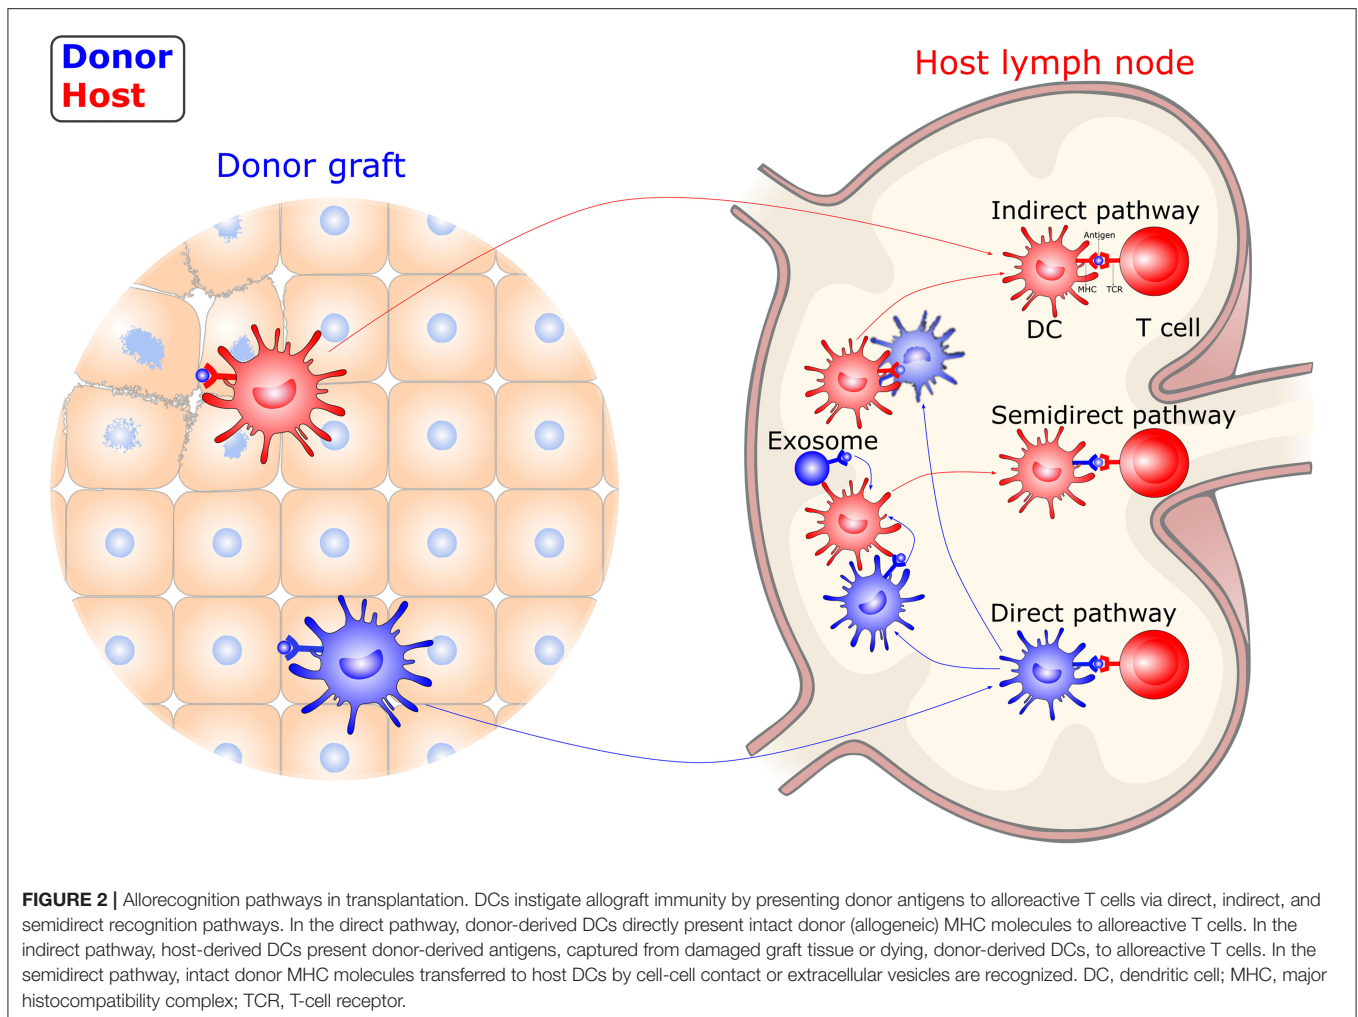 Donor
Host
Donor graft
Host lymph node
Indirect pathway
Antigen
MHC
TCR
DC
T cell
Semidirect pathway
Exosome
Direct pathway
FIGURE 2 | Allorecognition pathways in transplantation. DCs instigate allograft immunity by presenting donor antigens to alloreactive T cells via direct, indirect, and
semidirect recognition pathways. In the direct pathway, donor-derived DCs directly present intact donor (allogeneic) MHC molecules to alloreactive T cells. In the
indirect pathway, host-derived DCs present donor-derived antigens, captured from damaged graft tissue or dying, donor-derived DCs, to alloreactive T cells. In the
semidirect pathway, intact donor MHC molecules transferred to host DCs by cell-cell contact or extracellular vesicles are recognized. DC, dendritic cell; MHC, major
histocompatibility complex; TCR, T-cell receptor.